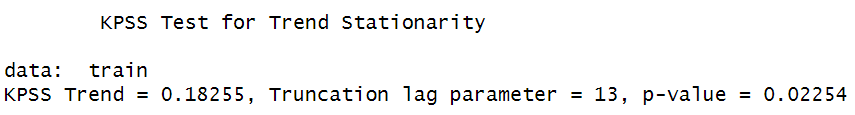 KPSS Test for Trend Stationarity
data:  train
KPSS Trend = 0.18255, Truncation lag parameter = 13, p-value = 0.02254